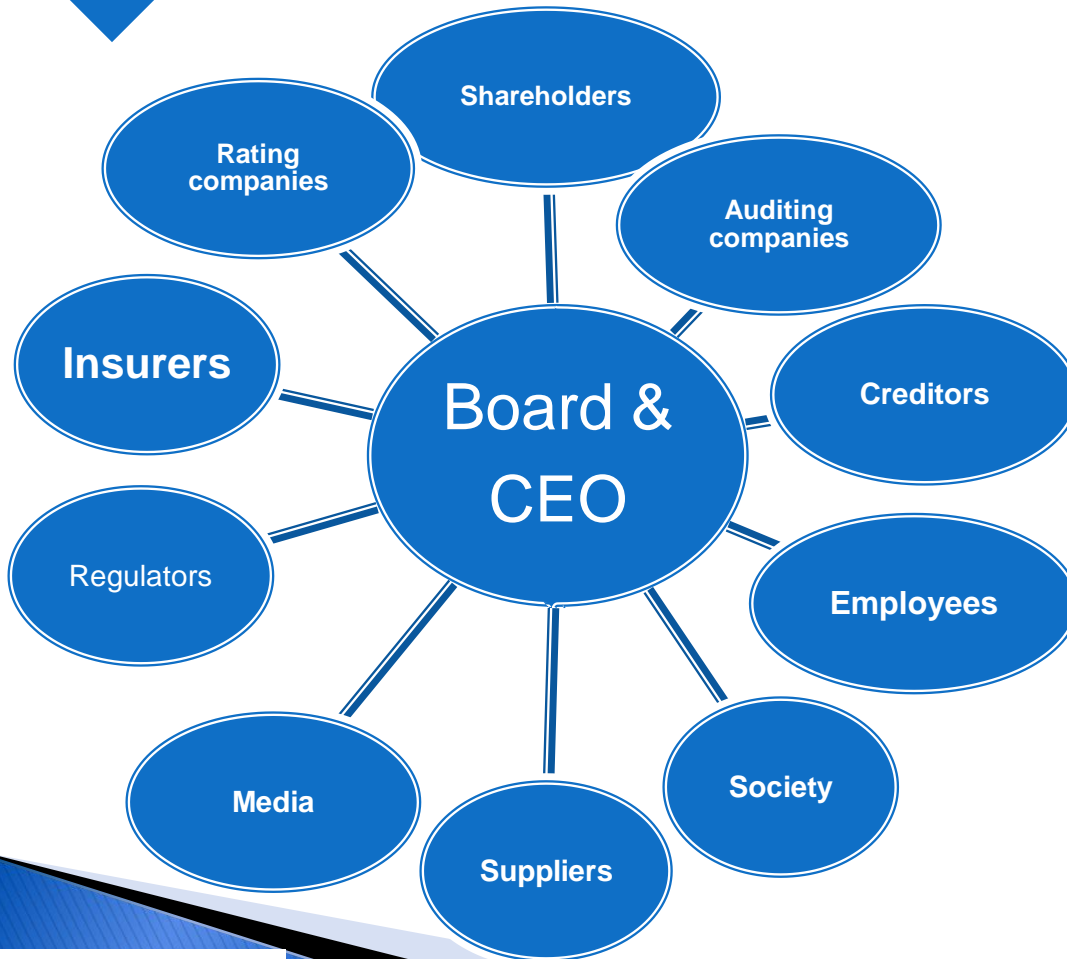 Shareholders
Rating
companies
Auditing
companies
Insurers
Board &
CEO
Creditors
Regulators
Employees
Media
Society
Suppliers